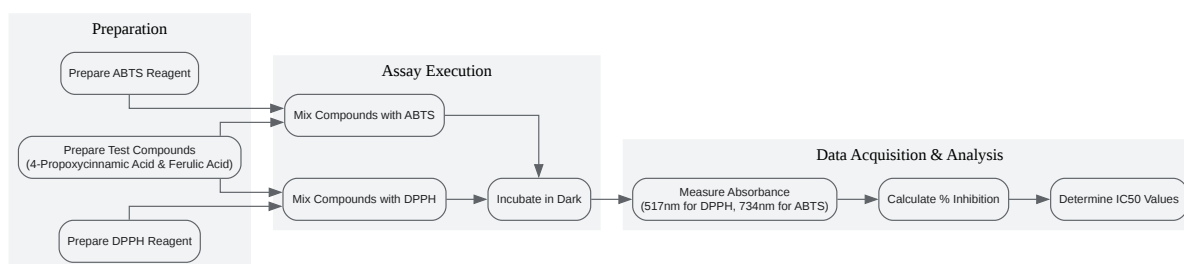 Preparation
Prepare ABTS Reagent
Prepare Test Compounds
(4-Propoxycinnamic Acid & Ferulic Acid)
Prepare DPPH Reagent
Assay Execution
Mix Compounds with ABTS
Mix Compounds with DPPH
Incubate in Dark
Data Acquisition & Analysis
Measure Absorbance
(517nm for DPPH, 734nm for ABTS)
Calculate % Inhibition
Determine IC50 Values